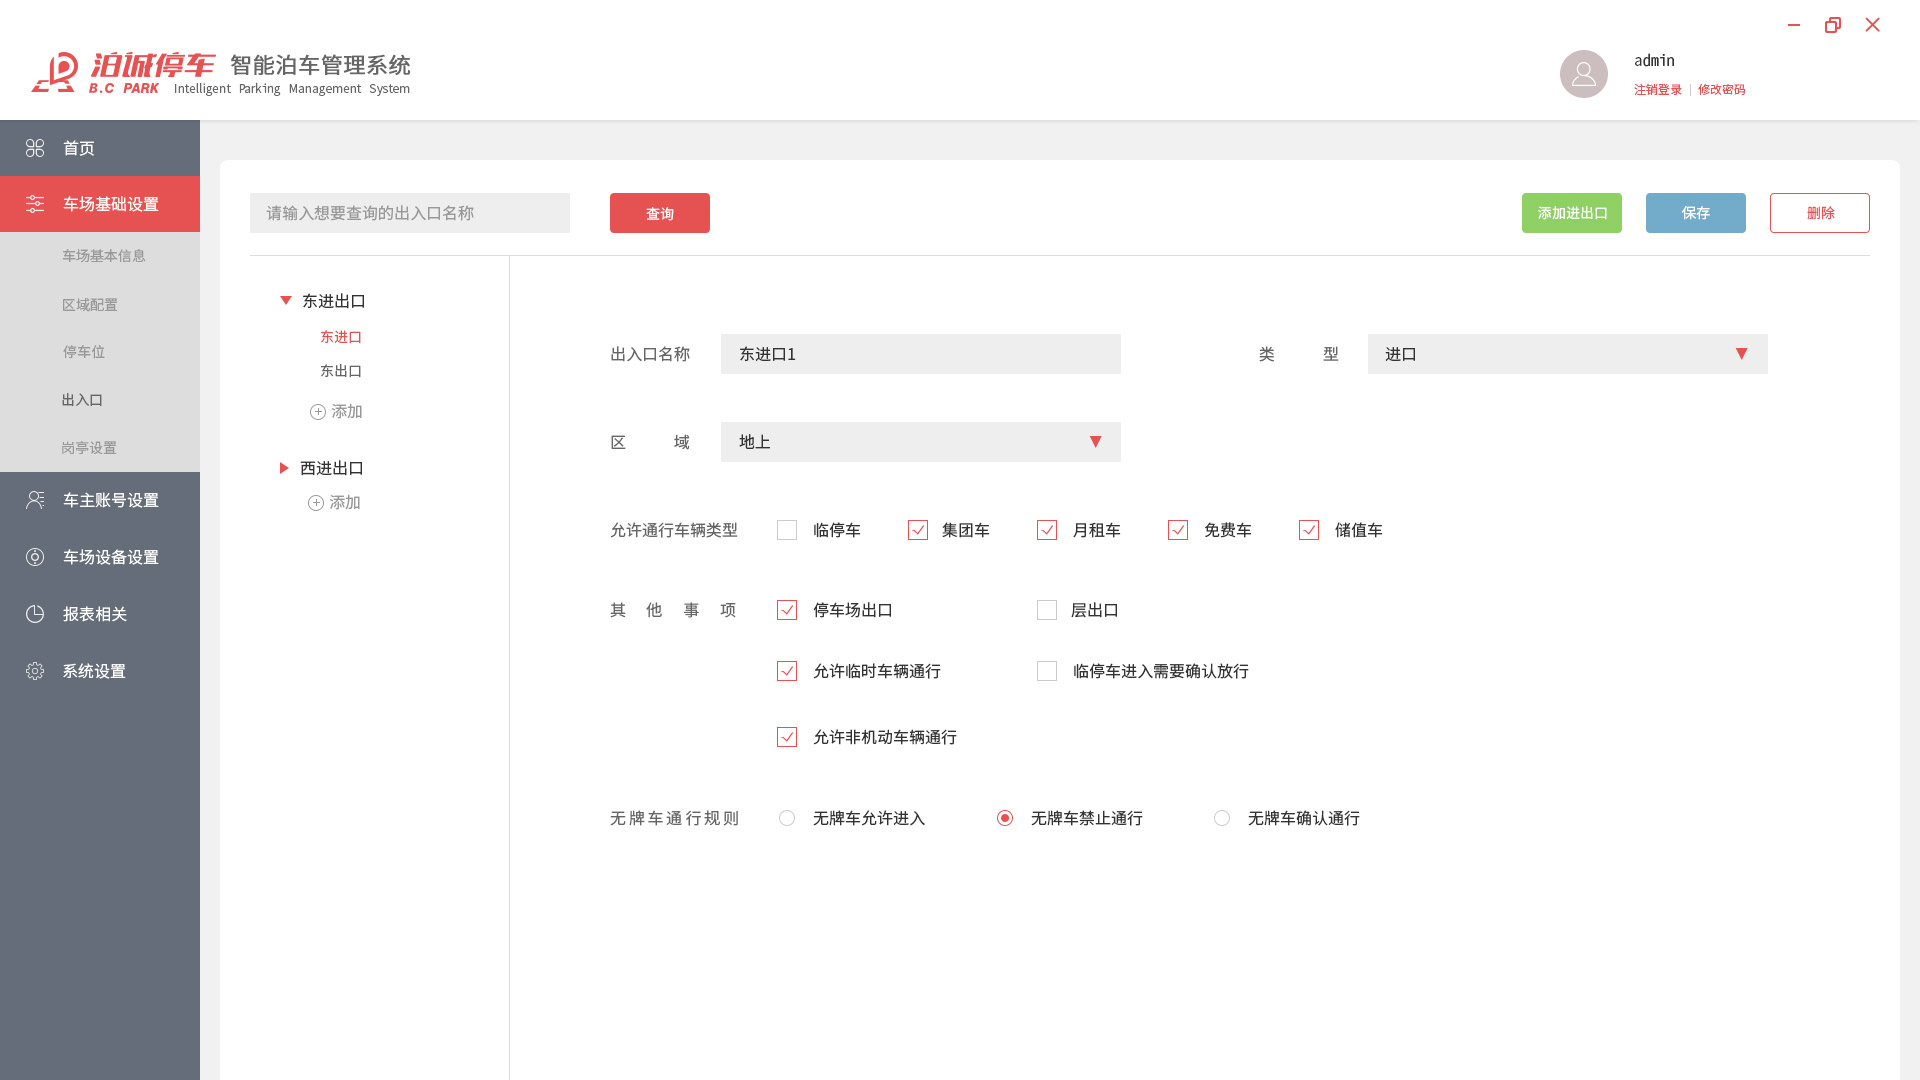 泊诚停车 智能泊车管理系统
B.C PARK Intelligent Parking Management System
admin
注销登录 | 修改密码
首页
车场基础设置
车场基本信息
区域配置
停车位
出入口
岗亭设置
车主账号设置
车场设备设置
报表相关
系统设置
请输入想要查询的出入口名称 查询 添加进出口 保存 删除
东进出口
东进口
东出口
添加
西进出口
添加
出入口名称 东进口1 类 型 进口
区 域 地上
允许通行车辆类型 临停车 集团车 月租车 免费车 储值车
其 他 事 项 停车场出口 层出口
允许临时车辆通行 临停车进入需要确认放行
允许非机动车辆通行
无牌车通行规则 无牌车允许进入 无牌车禁止通行 无牌车确认通行